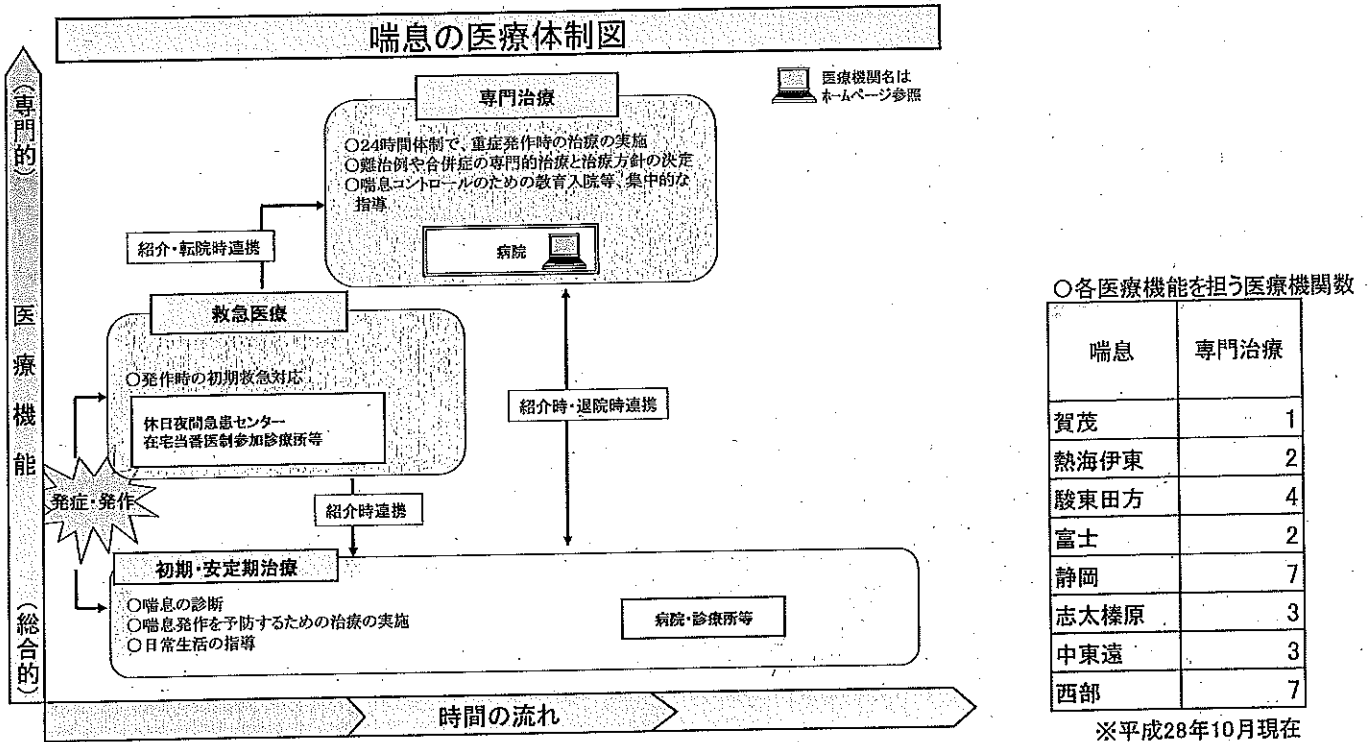 喘息の医療体制図
医療機関名は
ホームページ参照
(専門的)
医療機能
(総合的)
専門治療
○24時間体制で、重症発作時の治療の実施
○難治例や合併症の専門的治療と治療方針の決定
○喘息コントロールのための教育入院等、集中的な
指導
病院
紹介・転院時連携
救急医療
○発作時の初期救急対応
休日夜間急患センター
在宅当番医制参加診療所等
紹介時・退院時連携
発症・発作
紹介時連携
初期・安定期治療
○喘息の診断
○喘息発作を予防するための治療の実施
○日常生活の指導
病院・診療所等
時間の流れ
○各医療機能を担う医療機関数
喘息 専門治療
賀茂 1
熱海伊東 2
駿東田方 4
富士 2
静岡 7
志太榛原 3
中東遠 3
西部 7
※平成28年10月現在